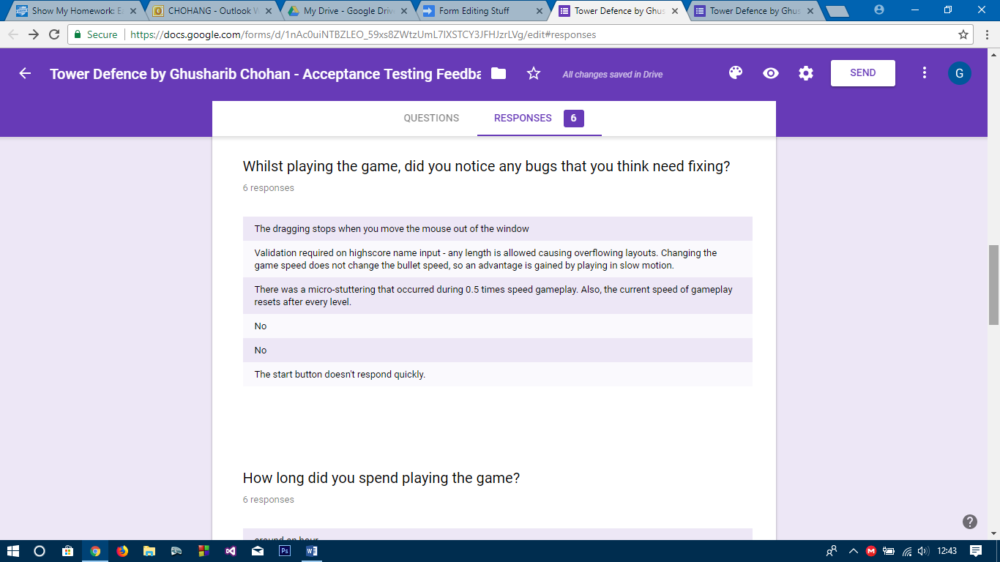 Show My Homework: E
CHOHANG - Outlook W
My Drive - Google Driv
Form Editing Stuff
Tower Defence by Ghus
Tower Defence by Ghus
Secure
https://docs.google.com/forms/d/1nAc0uiNTBZLEO_59xs8ZWtzUmL7lXSTCY3JFHJzrLVg/edit#responses
Tower Defence by Ghusharib Chohan - Acceptance Testing Feedba
All changes saved in Drive
SEND
G
QUESTIONS
RESPONSES 6
Whilst playing the game, did you notice any bugs that you think need fixing?
6 responses
The dragging stops when you move the mouse out of the window
Validation required on highscore name input - any length is allowed causing overflowing layouts. Changing the
game speed does not change the bullet speed, so an advantage is gained by playing in slow motion.
There was a micro-stuttering that occurred during 0.5 times speed gameplay. Also, the current speed of gameplay
resets after every level.
No
No
The start button doesn't respond quickly.
How long did you spend playing the game?
6 responses
around an hour
12:43